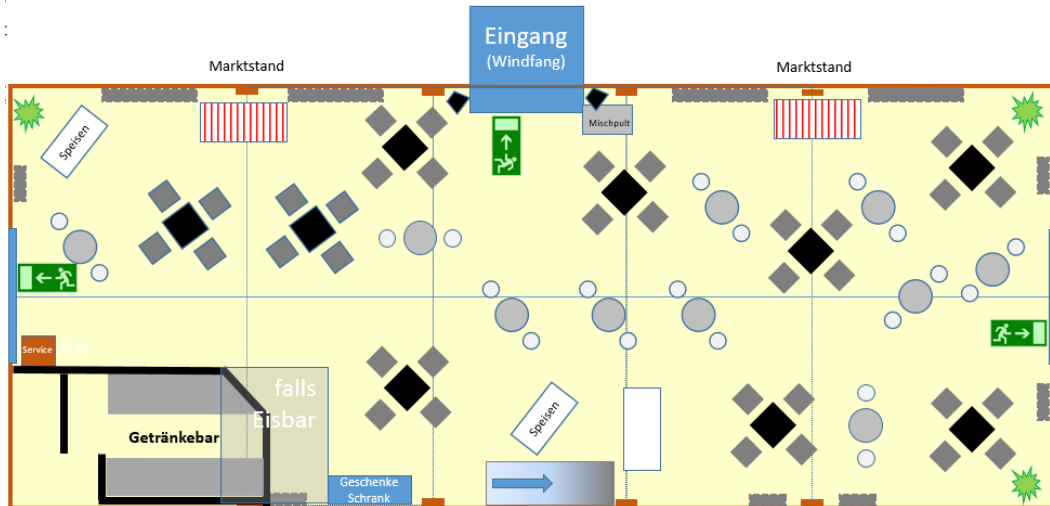 Eingang
(Windfang)
Marktstand
Marktstand
Speisen
Mischpult
Service
falls
Eisbar
Getränkebar
Speisen
Geschenke
Schrank